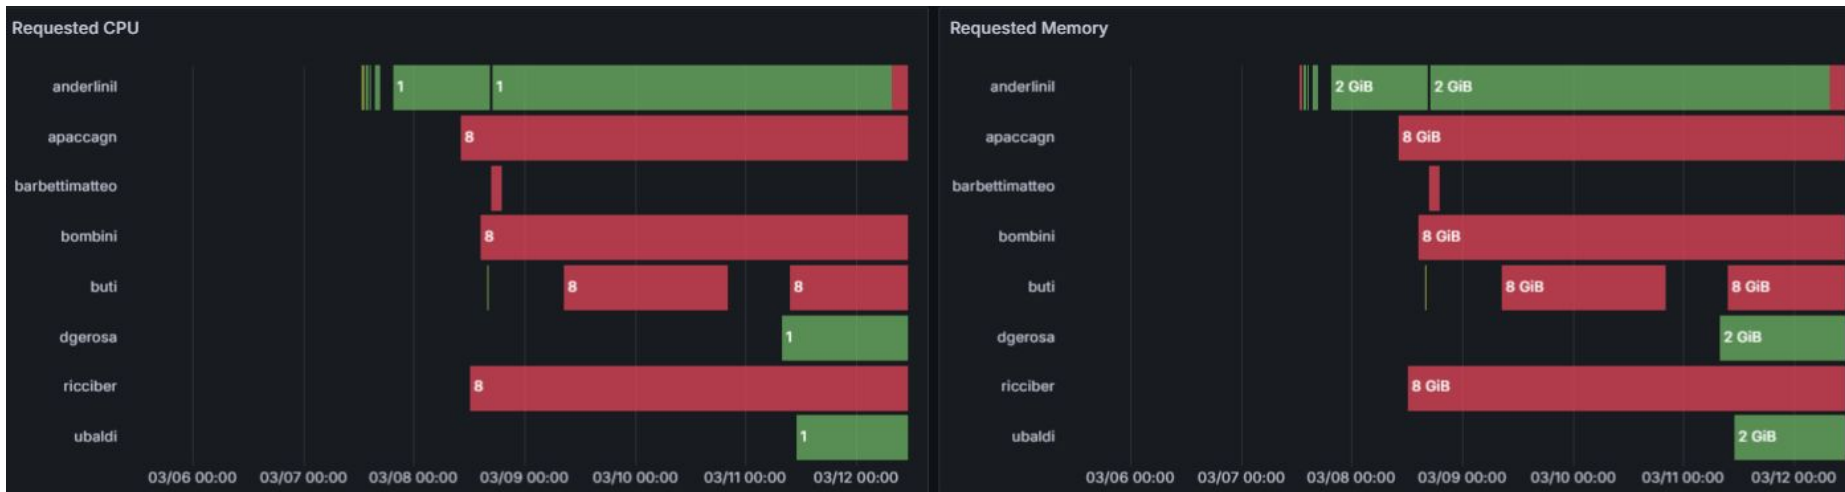 Requested CPU
anderlinil
1
1
apaccagn
8
barbettimatteo
bombini
8
buti
8
8
dgerosa
1
ricciber
8
ubaldi
1
03/06 00:00
03/07 00:00
03/08 00:00
03/09 00:00
03/10 00:00
03/11 00:00
03/12 00:00
Requested Memory
anderlinil
2 GiB
2 GiB
apaccagn
8 GiB
barbettimatteo
bombini
8 GiB
buti
8 GiB
8 GiB
dgerosa
2 GiB
ricciber
8 GiB
ubaldi
2 GiB
03/06 00:00
03/07 00:00
03/08 00:00
03/09 00:00
03/10 00:00
03/11 00:00
03/12 00:00